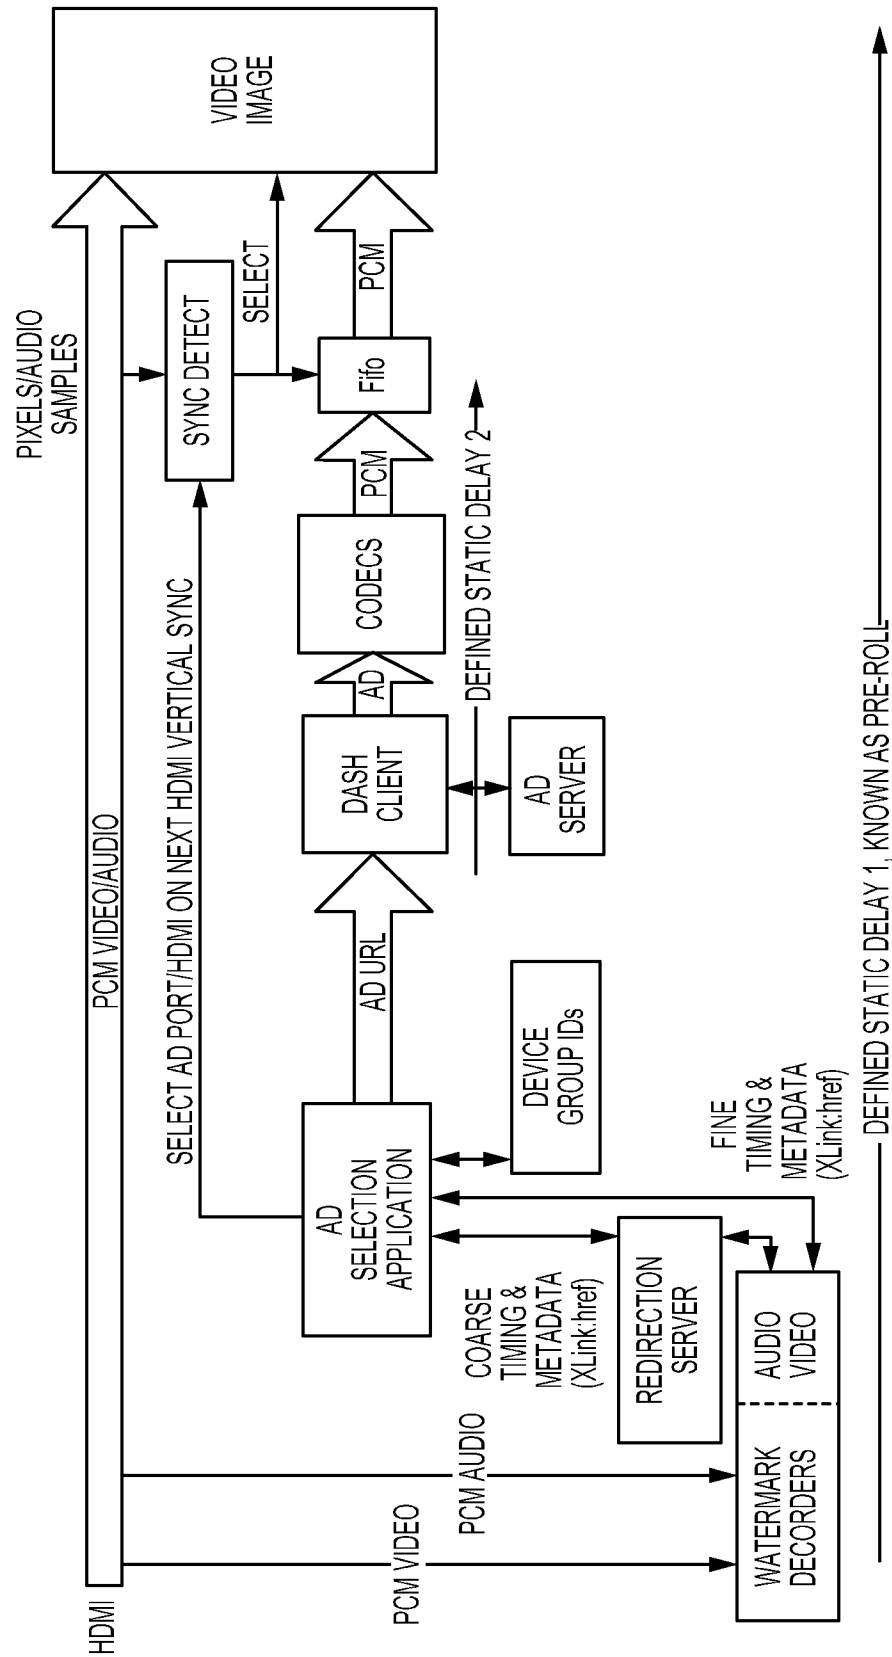 HDMI
PCM VIDEO/AUDIO
PIXELS/AUDIO
SAMPLES
VIDEO
IMAGE
SELECT AD PORT/HDMI ON NEXT HDMI VERTICAL SYNC
SYNC DETECT
SELECT
AD
SELECTION
APPLICATION
AD URL
DASH
CLIENT
AD
CODECS
PCM
Fifo
PCM
DEFINED STATIC DELAY 2
AD
SERVER
DEVICE
GROUP IDs
PCM VIDEO
PCM AUDIO
COARSE
TIMING &
METADATA
(XLink:href)
REDIRECTION
SERVER
FINE
TIMING &
METADATA
(XLink:href)
WATERMARK
DECORDERS
AUDIO
VIDEO
DEFINED STATIC DELAY 1, KNOWN AS PRE-ROLL